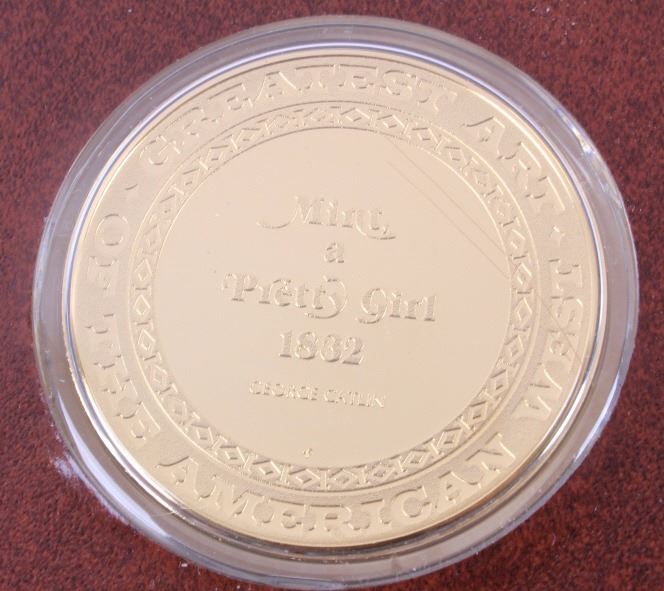 · GREATEST ART ·
OF THE AMERICAN WEST
Mint,
a
Pretty Girl
1832
GEORGE CATLIN